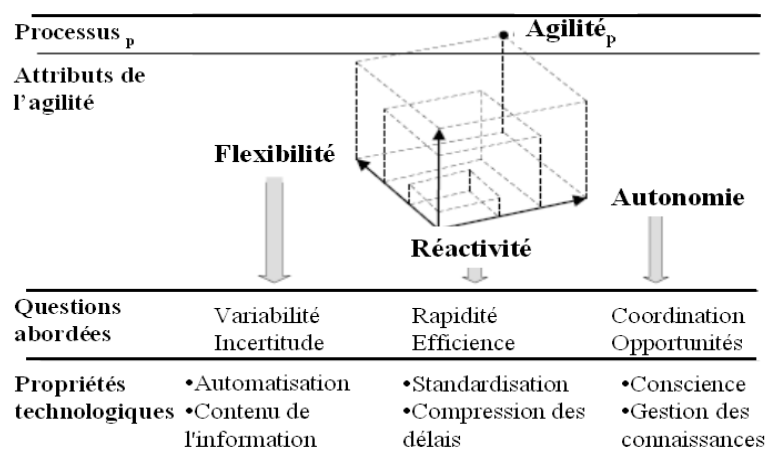 Processus p
Agilité p
Attributs de
l'agilité
Flexibilité
Autonomie
Réactivité
Questions
abordées
Variabilité
Incertitude
Rapidité
Efficience
Coordination
Opportunités
Propriétés
technologiques
•Automatisation
•Contenu de
l'information
•Standardisation
•Compression des
délais
•Conscience
•Gestion des
connaissances